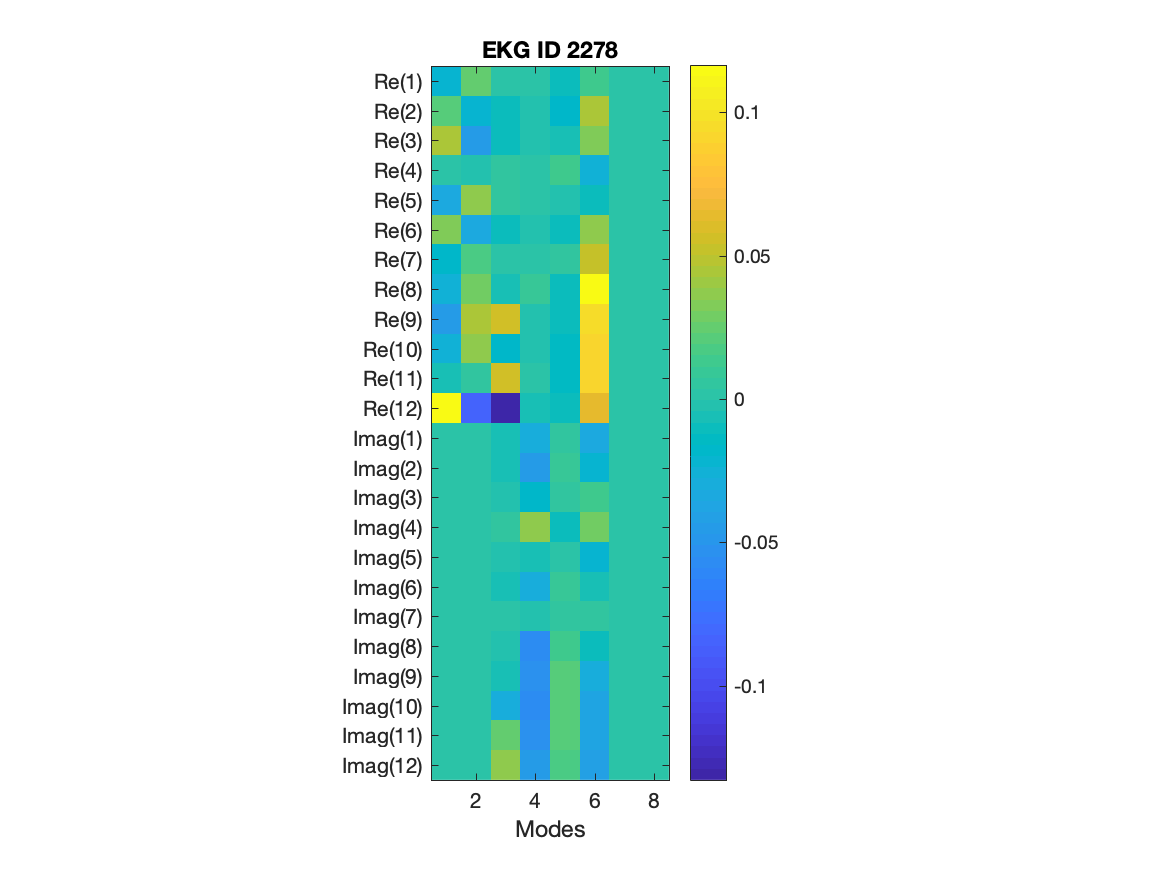 EKG ID 2278
Re(1)
Re(2)
Re(3)
Re(4)
Re(5)
Re(6)
Re(7)
Re(8)
Re(9)
Re(10)
Re(11)
Re(12)
Imag(1)
Imag(2)
Imag(3)
Imag(4)
Imag(5)
Imag(6)
Imag(7)
Imag(8)
Imag(9)
Imag(10)
Imag(11)
Imag(12)
2 4 6 8
Modes
0.1
0.05
0
-0.05
-0.1